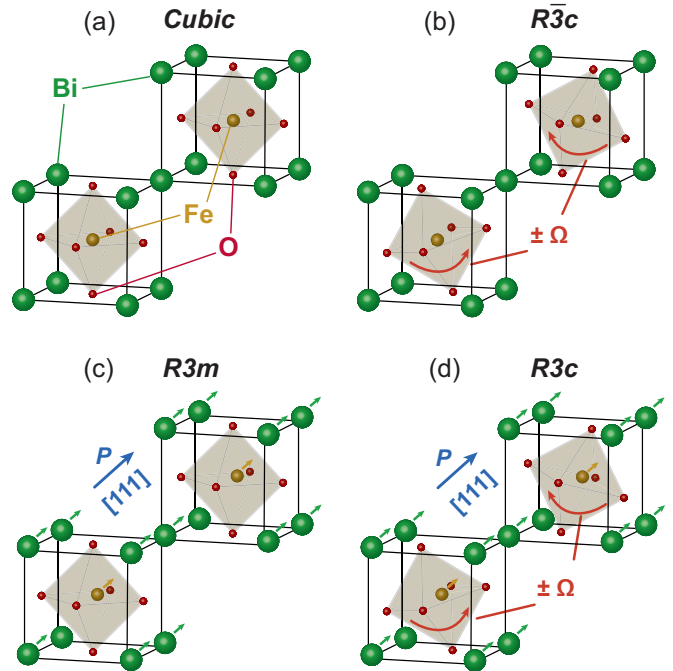 (a) Cubic
(b) R3̅c
Bi
Fe
O
± Ω
(c) R3m
(d) R3c
P
[111]
P
[111]
± Ω